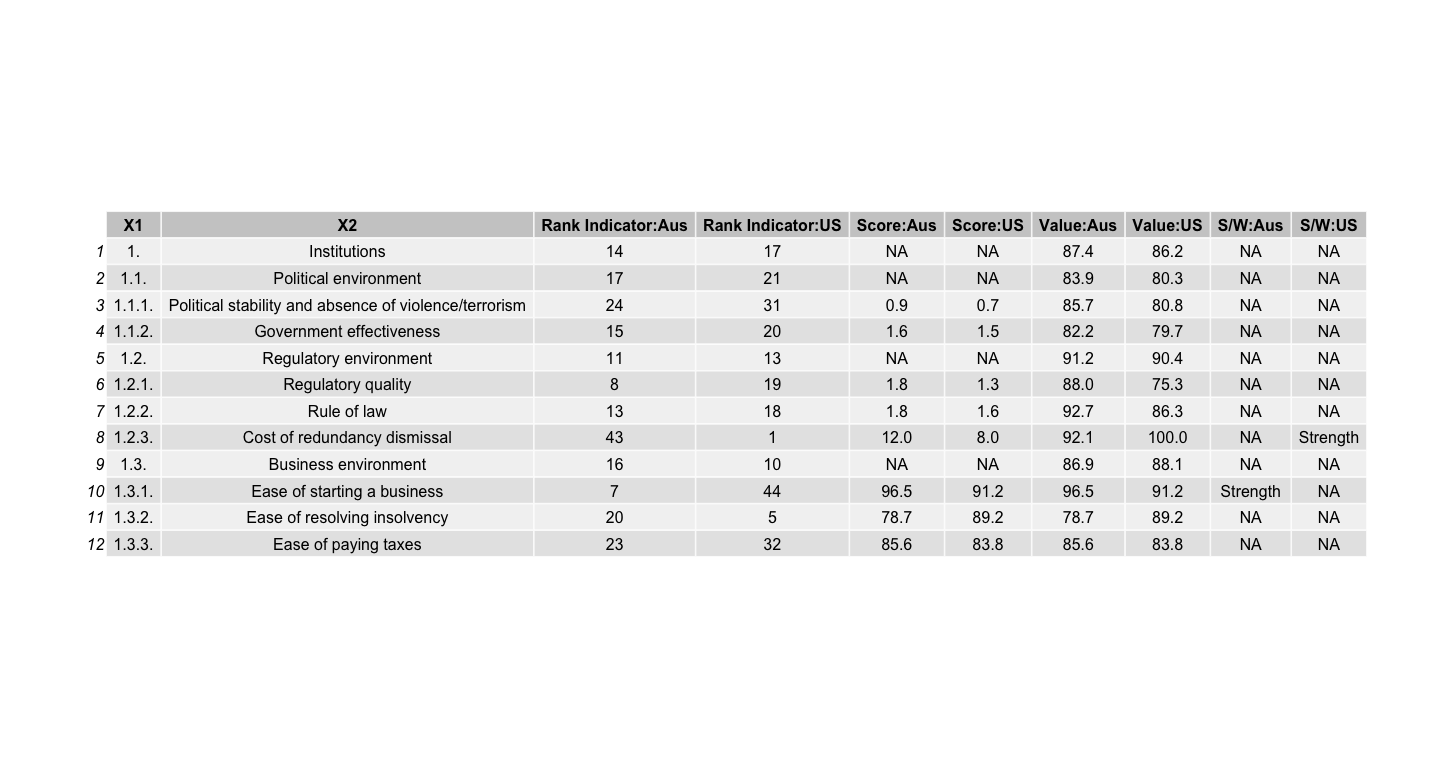 X1 X2 Rank Indicator:Aus Rank Indicator:US Score:Aus Score:US Value:Aus Value:US S/W:Aus S/W:US
1 1. Institutions 14 17 NA NA 87.4 86.2 NA NA
2 1.1. Political environment 17 21 NA NA 83.9 80.3 NA NA
3 1.1.1. Political stability and absence of violence/terrorism 24 31 0.9 0.7 85.7 80.8 NA NA
4 1.1.2. Government effectiveness 15 20 1.6 1.5 82.2 79.7 NA NA
5 1.2. Regulatory environment 11 13 NA NA 91.2 90.4 NA NA
6 1.2.1. Regulatory quality 8 19 1.8 1.3 88.0 75.3 NA NA
7 1.2.2. Rule of law 13 18 1.8 1.6 92.7 86.3 NA NA
8 1.2.3. Cost of redundancy dismissal 43 1 12.0 8.0 92.1 100.0 NA Strength
9 1.3. Business environment 16 10 NA NA 86.9 88.1 NA NA
10 1.3.1. Ease of starting a business 7 44 96.5 91.2 96.5 91.2 Strength NA
11 1.3.2. Ease of resolving insolvency 20 5 78.7 89.2 78.7 89.2 NA NA
12 1.3.3. Ease of paying taxes 23 32 85.6 83.8 85.6 83.8 NA NA